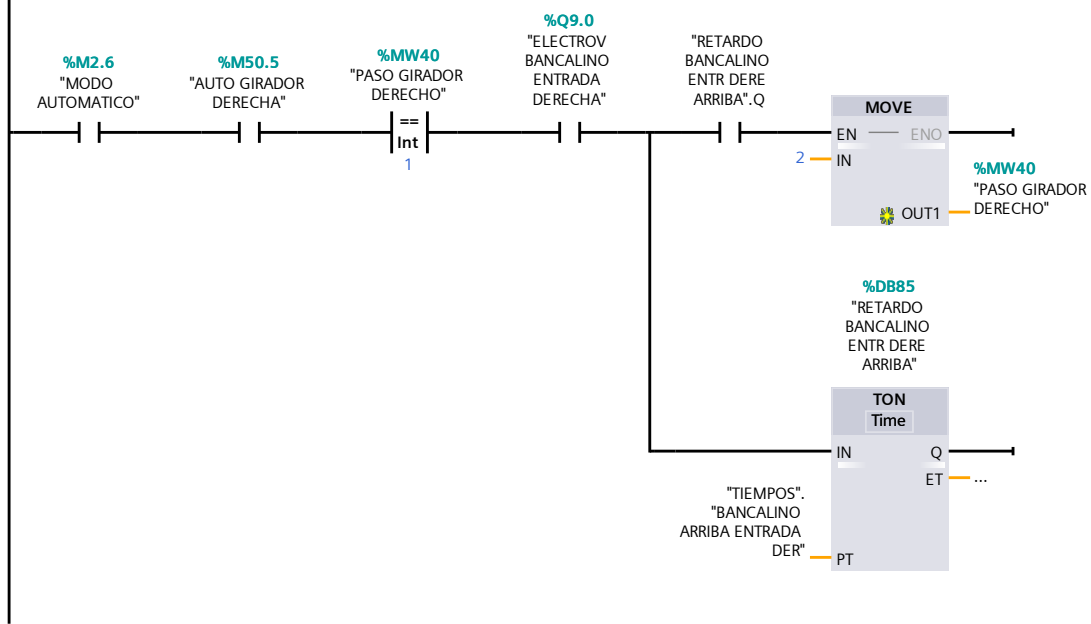 %M2.6
"MODO
AUTOMATICO"
%M50.5
"AUTO GIRADOR
DERECHA"
%MW40
"PASO GIRADOR
DERECHO"
==
Int
1
%Q9.0
"ELECTROV
BANCALINO
ENTRADA
DERECHA"
"RETARDO
BANCALINO
ENTR DERE
ARRIBA".Q
MOVE
EN
ENO
2
IN
OUT1
%MW40
"PASO GIRADOR
DERECHO"
%DB85
"RETARDO
BANCALINO
ENTR DERE
ARRIBA"
TON
Time
IN
Q
ET
...
"TIEMPOS".
"BANCALINO
ARRIBA ENTRADA
DER"
PT